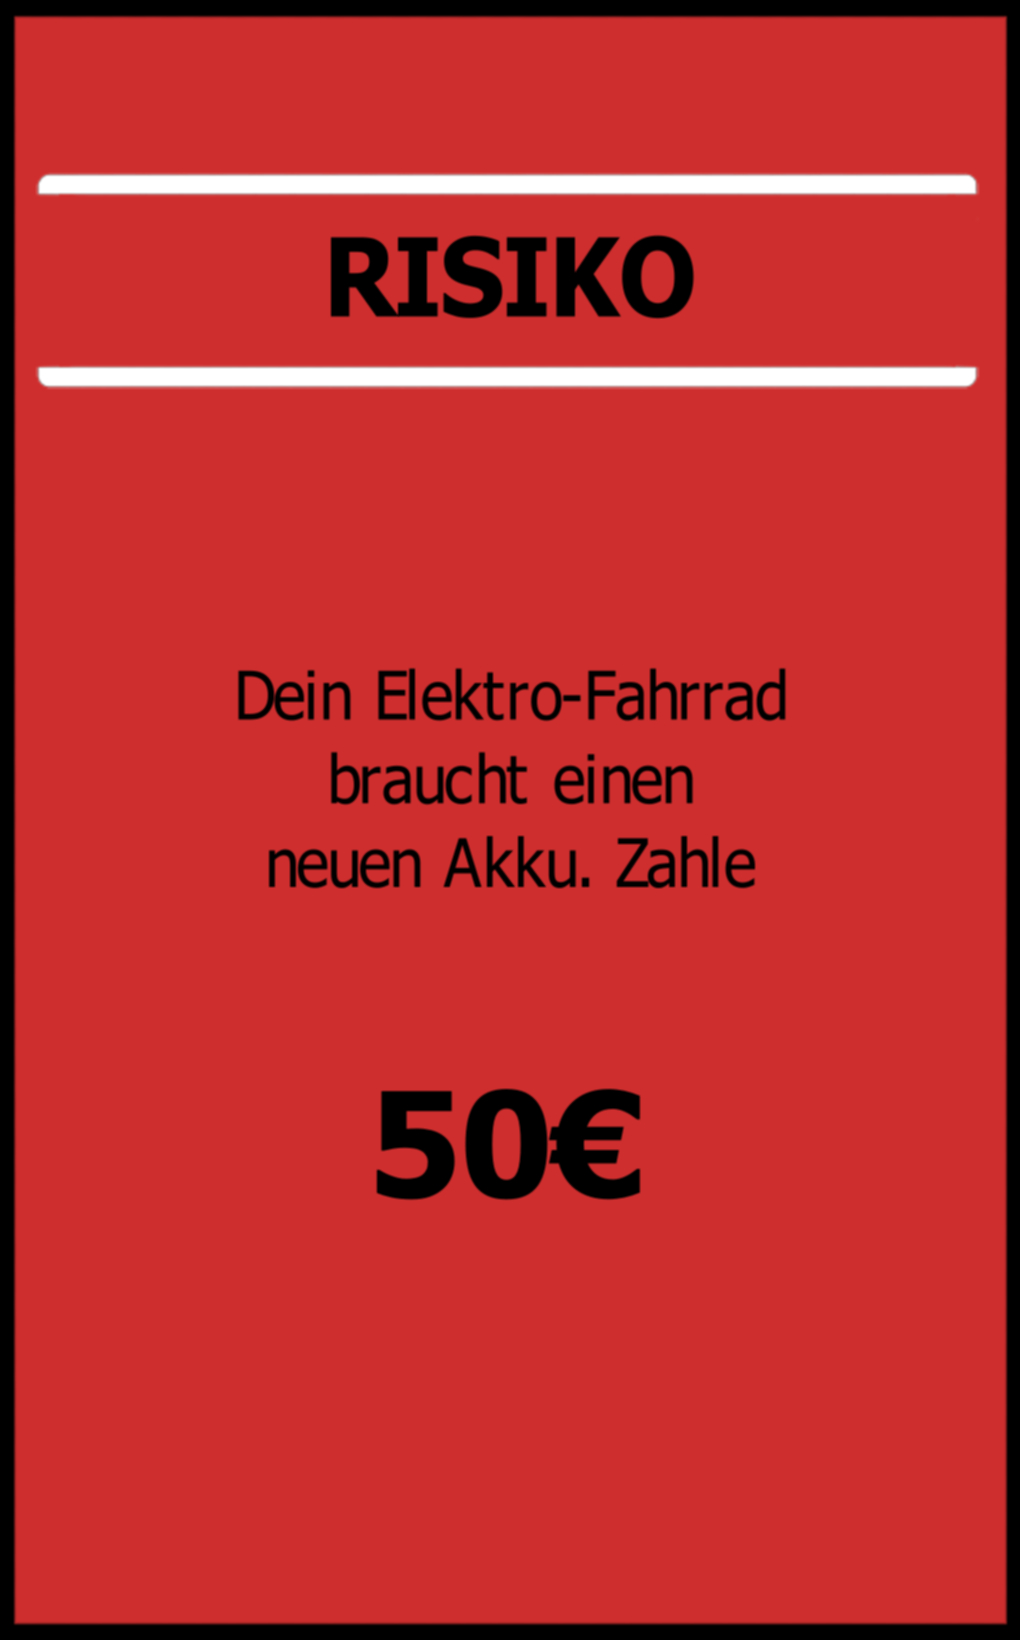 RISIKO
Dein Elektro-Fahrrad
braucht einen
neuen Akku. Zahle
50€